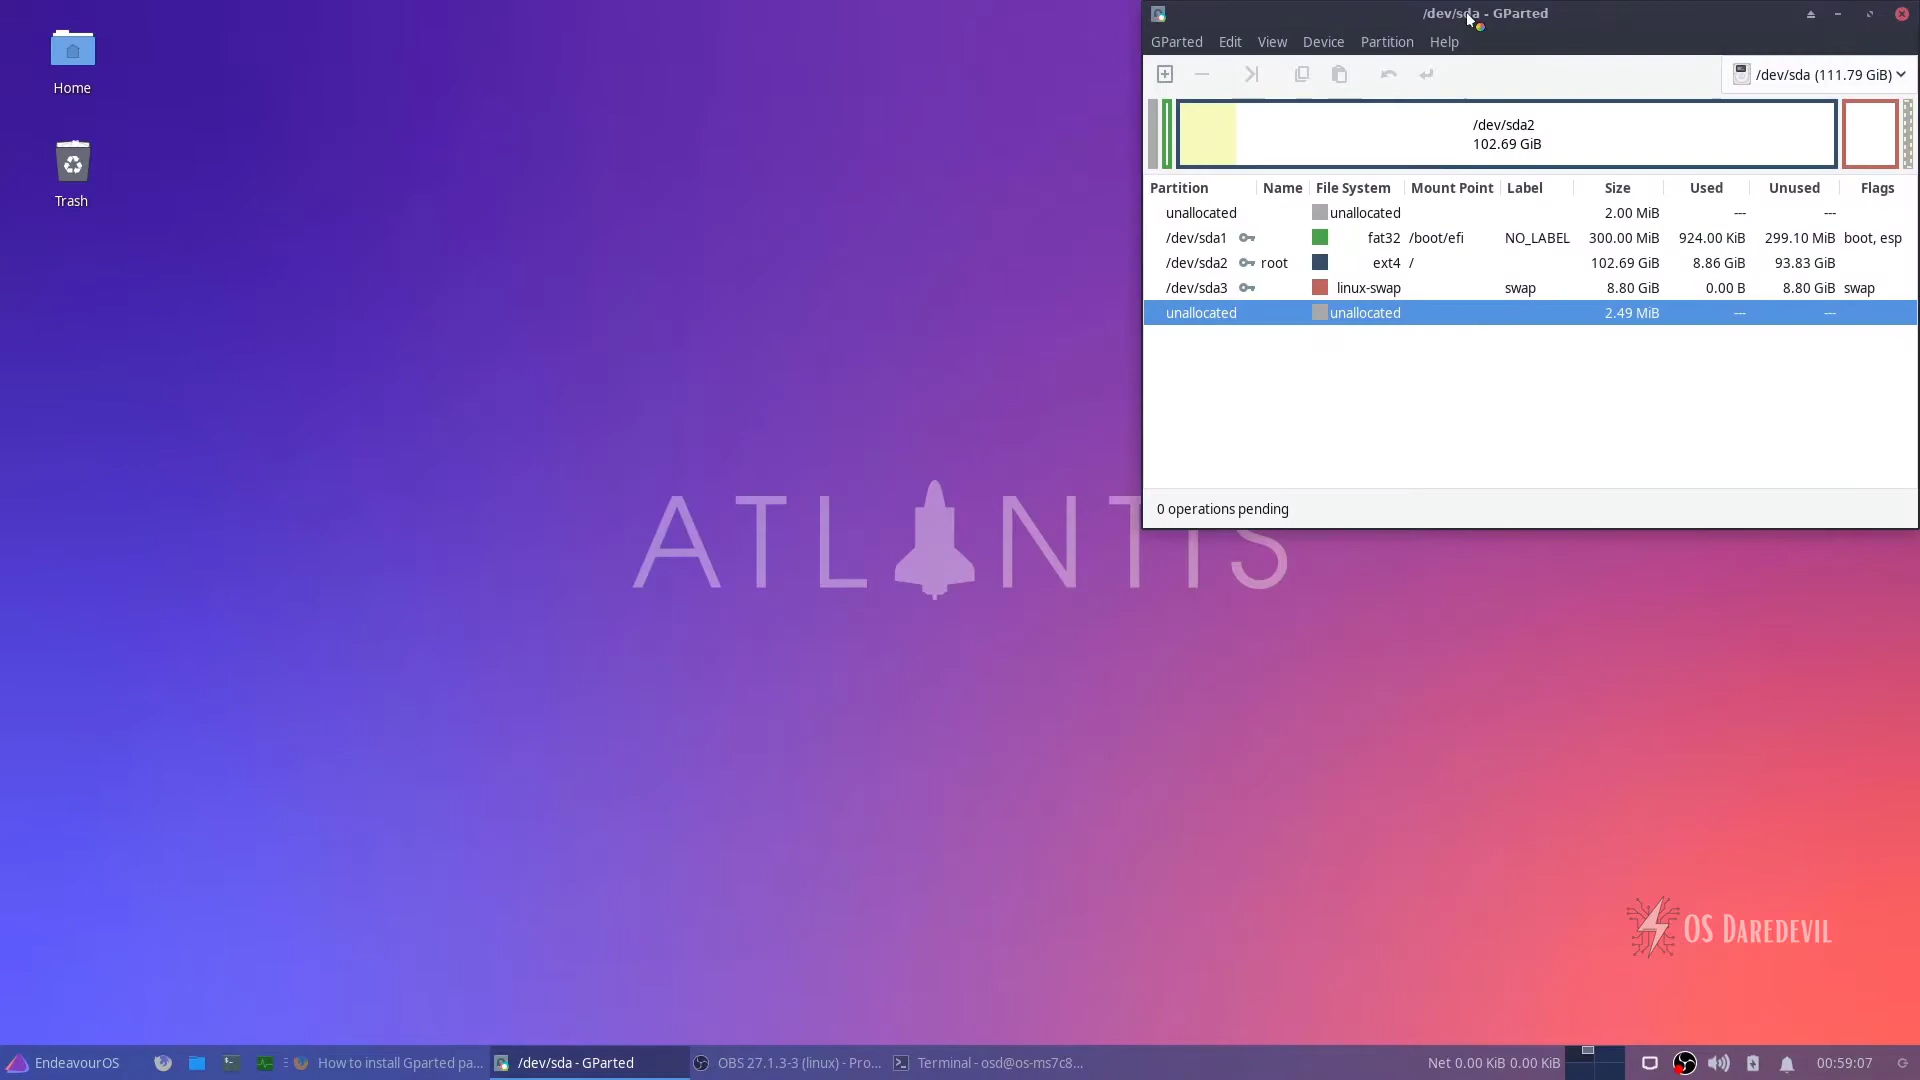 Home
Trash
/dev/sda - GParted
GParted Edit View Device Partition Help
/dev/sda (111.79 GiB)
/dev/sda2
102.69 GiB
Partition Name File System Mount Point Label Size Used Unused Flags
unallocated unallocated 2.00 MiB --- ---
/dev/sda1 fat32 /boot/efi NO_LABEL 300.00 MiB 924.00 KiB 299.10 MiB boot, esp
/dev/sda2 root ext4 / 102.69 GiB 8.86 GiB 93.83 GiB
/dev/sda3 linux-swap swap 8.80 GiB 0.00 B 8.80 GiB swap
unallocated unallocated 2.49 MiB --- ---
0 operations pending
ATLANTIS
OS DAREDEVIL
EndeavourOS How to install Gparted pa... /dev/sda - GParted OBS 27.1.3-3 (linux) - Pro... Terminal - osd@os-ms7c8... Net 0.00 KiB 0.00 KiB 00:59:07